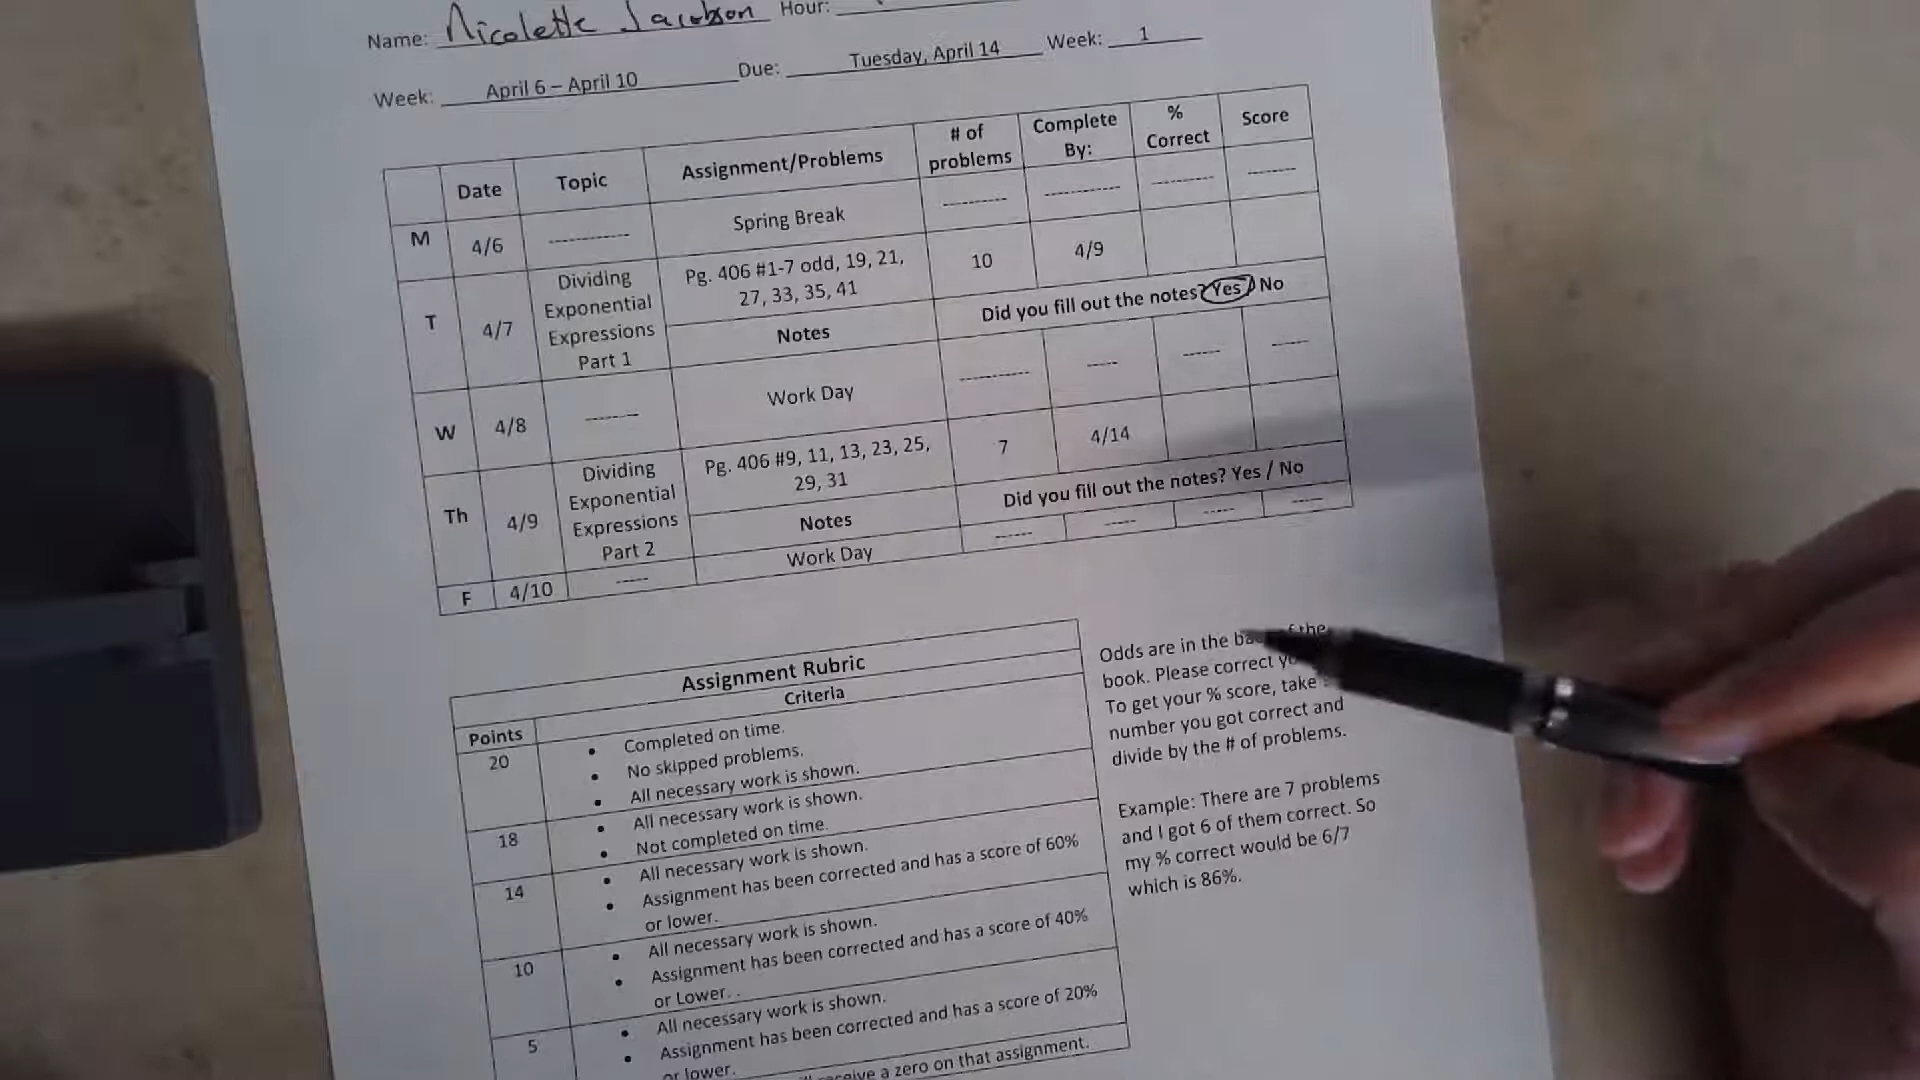 Name: Nicolette Jacobson Hour:
Week: April 6 – April 10 Due: Tuesday, April 14 Week: 1
Date Topic Assignment/Problems # of problems Complete By: % Correct Score
M 4/6 ------------ Spring Break ---------- ------------ ---------- --------
T 4/7 Dividing Exponential Expressions Part 1 Pg. 406 #1-7 odd, 19, 21, 27, 33, 35, 41 10 4/9
Notes Did you fill out the notes? Yes / No
W 4/8 -------- Work Day ----------- ----- ------ ------
Th 4/9 Dividing Exponential Expressions Part 2 Pg. 406 #9, 11, 13, 23, 25, 29, 31 7 4/14
Notes Did you fill out the notes? Yes / No
F 4/10 ----- Work Day ------ ----- ----- -----
Assignment Rubric
Points Criteria
20
• Completed on time.
• No skipped problems.
• All necessary work is shown.
18
• All necessary work is shown.
• Not completed on time.
14
• All necessary work is shown.
• Assignment has been corrected and has a score of 60%
or lower.
10
• All necessary work is shown.
• Assignment has been corrected and has a score of 40%
or Lower. .
5
• All necessary work is shown.
• Assignment has been corrected and has a score of 20%
or lower.
receive a zero on that assignment.
Odds are in the the
book. Please correct
To get your % score, take
number you got correct and
divide by the # of problems.
Example: There are 7 problems
and I got 6 of them correct. So
my % correct would be 6/7
which is 86%.